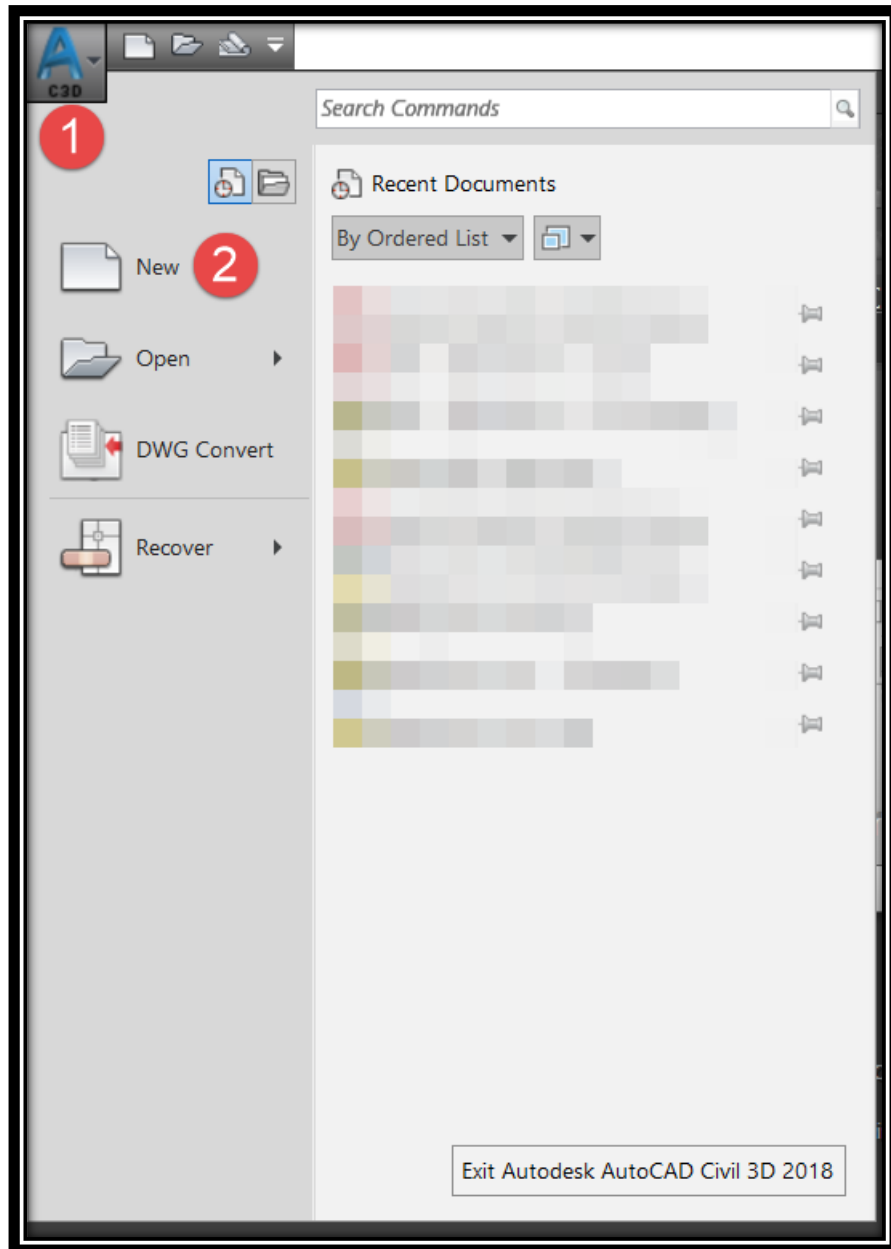 C3D
Search Commands
1
Recent Documents
By Ordered List
New
2
Open
DWG Convert
Recover
Exit Autodesk AutoCAD Civil 3D 2018